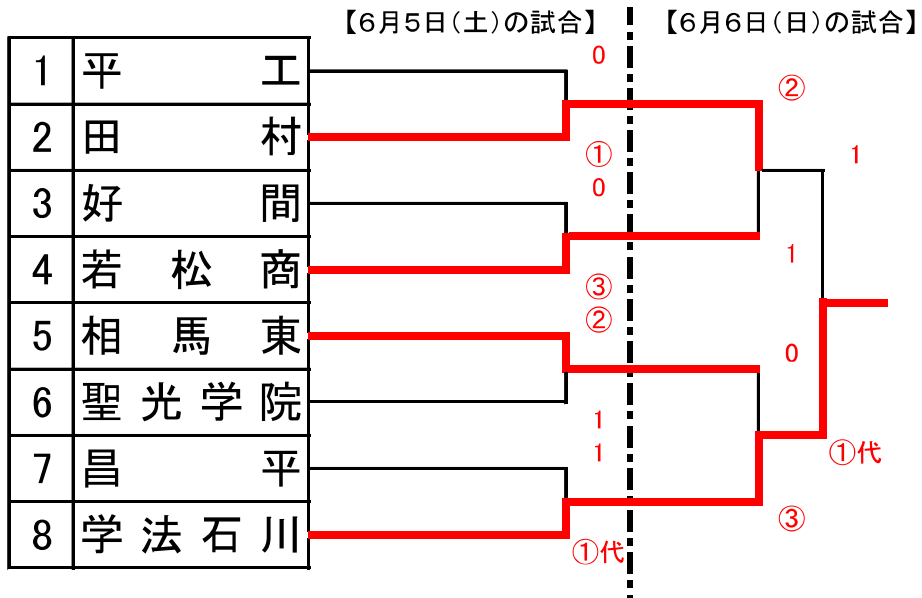 【６月５日（土）の試合】 【６月６日（日）の試合】
0
1 平工
②
2 田村
①
1
3 好間
0
1
4 若松商
③
5 相馬東
②
0
6 聖光学院
1
7 昌平
1
①代
8 学法石川
③
①代